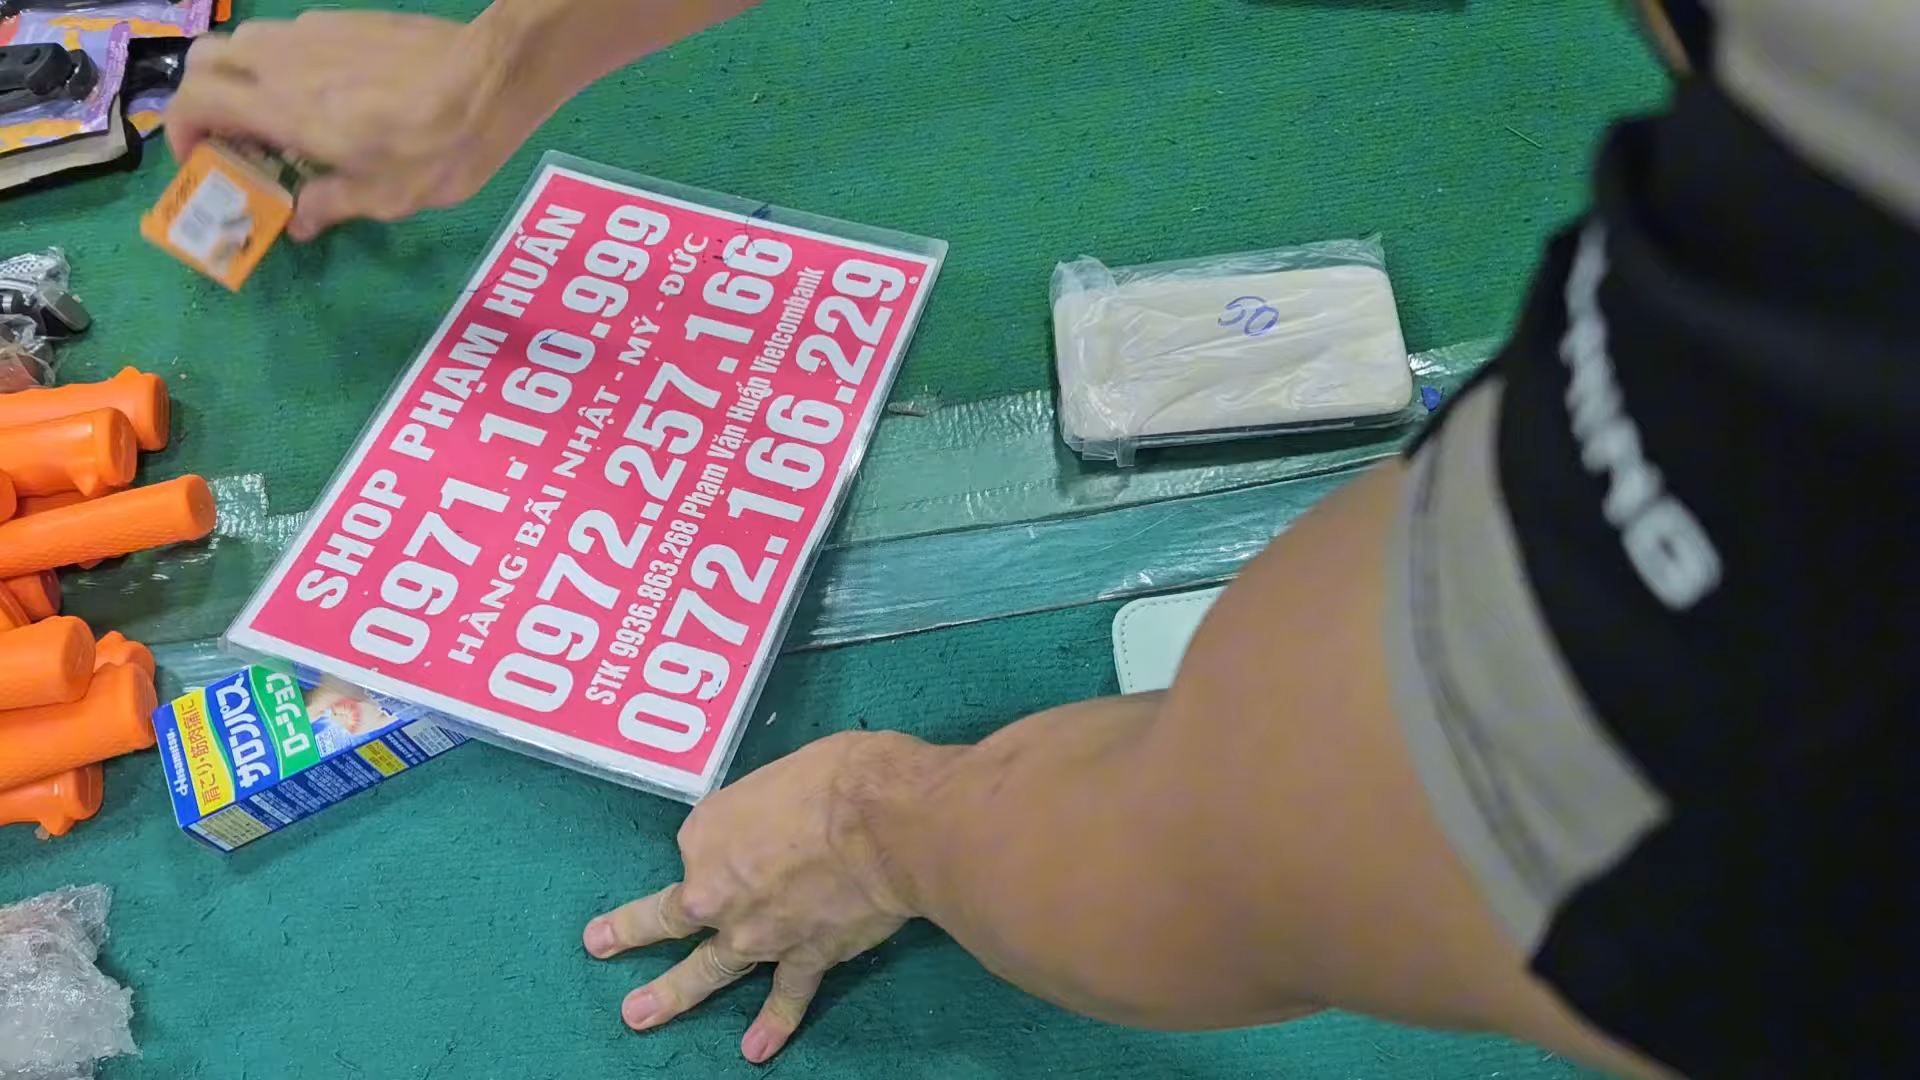 SHOP PHẠM HUẤN
0971.160.999
HÀNG BÃI NHẬT - MỸ - ĐỨC
0972.257.166
STK 9936.863.268 Phạm Văn Huấn Vietcombank
0972.166.229
50
Hisamitsu
肩こり・筋肉痛に
サロンパス
ローション